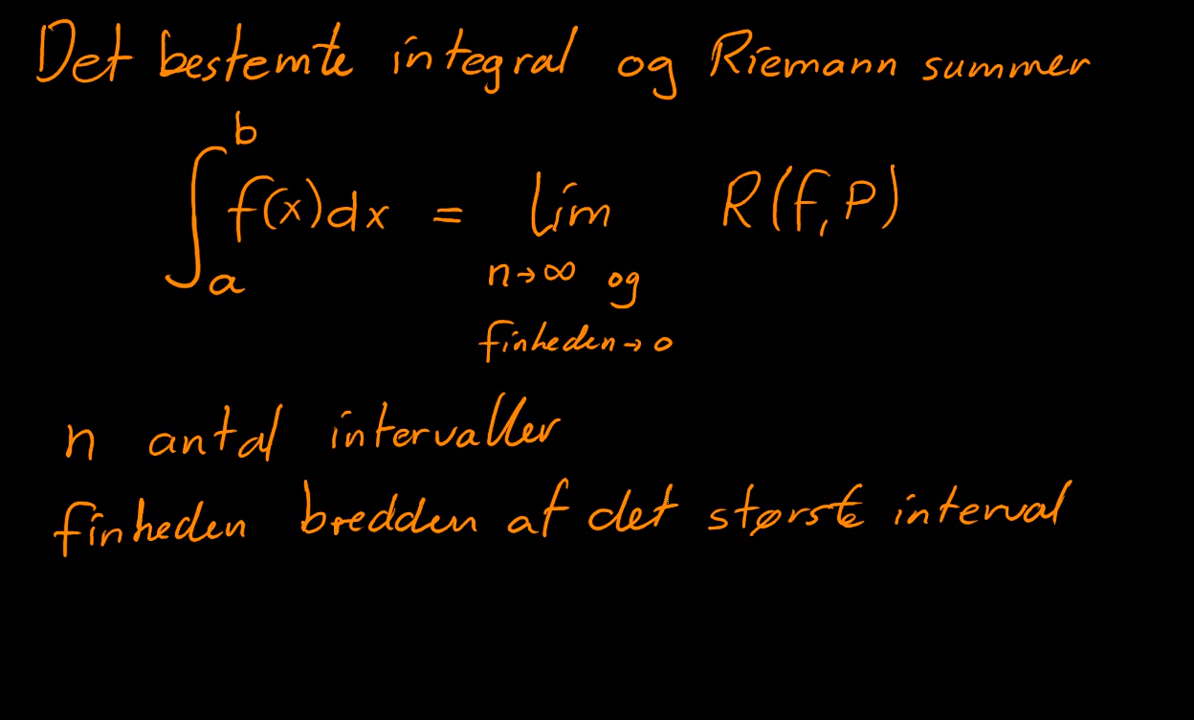 Det bestemte integral og Riemann summer
∫_a^b f(x)dx = lim R(f,P)
n→∞ og
finheden→0
n antal intervaller
finheden bredden af det største interval